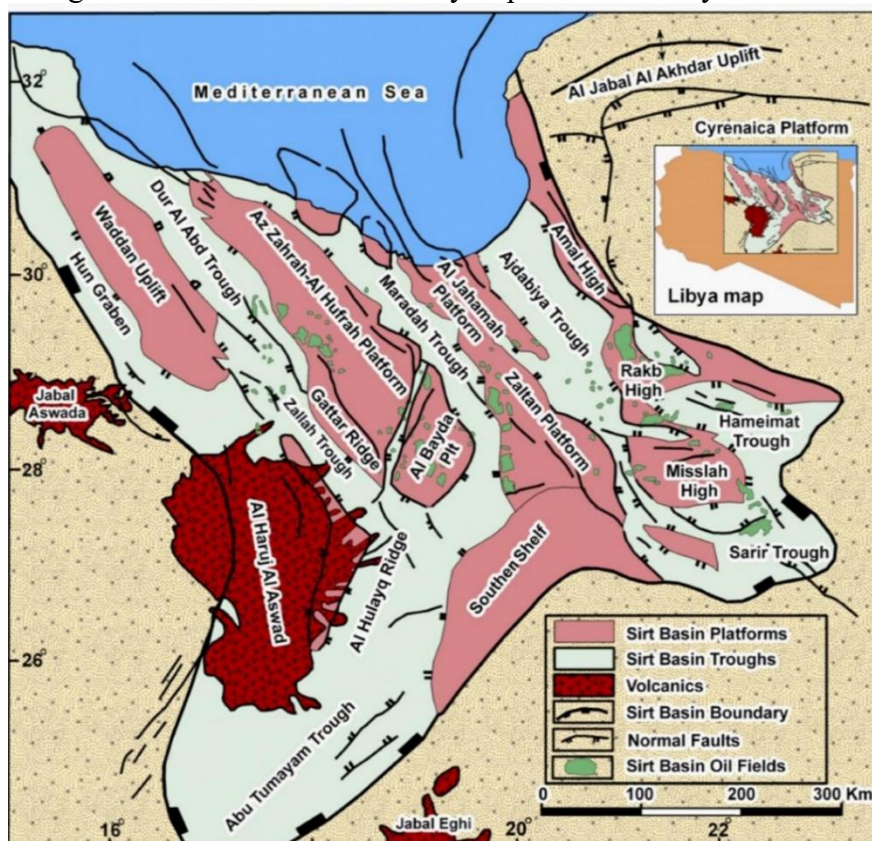 32°
30°
28°
26°
16°
20°
22°
Mediterranean Sea
Al Jabal Al Akhdar Uplift
Cyrenaica Platform
Libya map
Waddan Uplift
Hun Graben
Dur Al Abd Trough
Az Zahrah-Al Hufrah Platform
Maradah Trough
Al Jahamah
Platform
Ajdabiya Trough
Amal High
Rakb
High
Hameimat
Trough
Misslah
High
Sarir Trough
Zaltan Platform
Al Bayda
Plt
Gattar Ridge
Zallah Trough
Jabal
Aswada
Al Haruj Al Aswad
Al Hulayq Ridge
Southen Shelf
Abu Tumayam Trough
Jabal Eghi
Sirt Basin Platforms
Sirt Basin Troughs
Volcanics
Sirt Basin Boundary
Normal Faults
Sirt Basin Oil Fields
0 100 200 300 Km